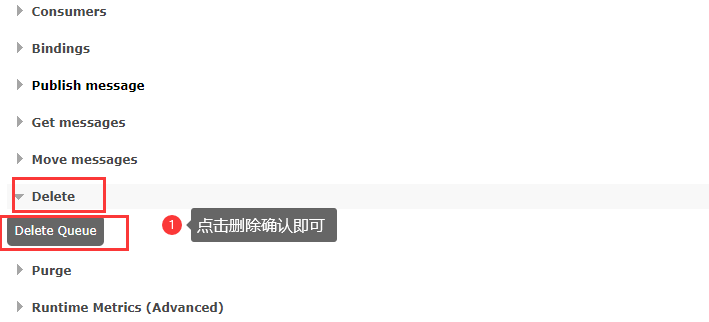 Consumers
Bindings
Publish message
Get messages
Move messages
Delete
Delete Queue
1 点击删除确认即可
Purge
Runtime Metrics (Advanced)